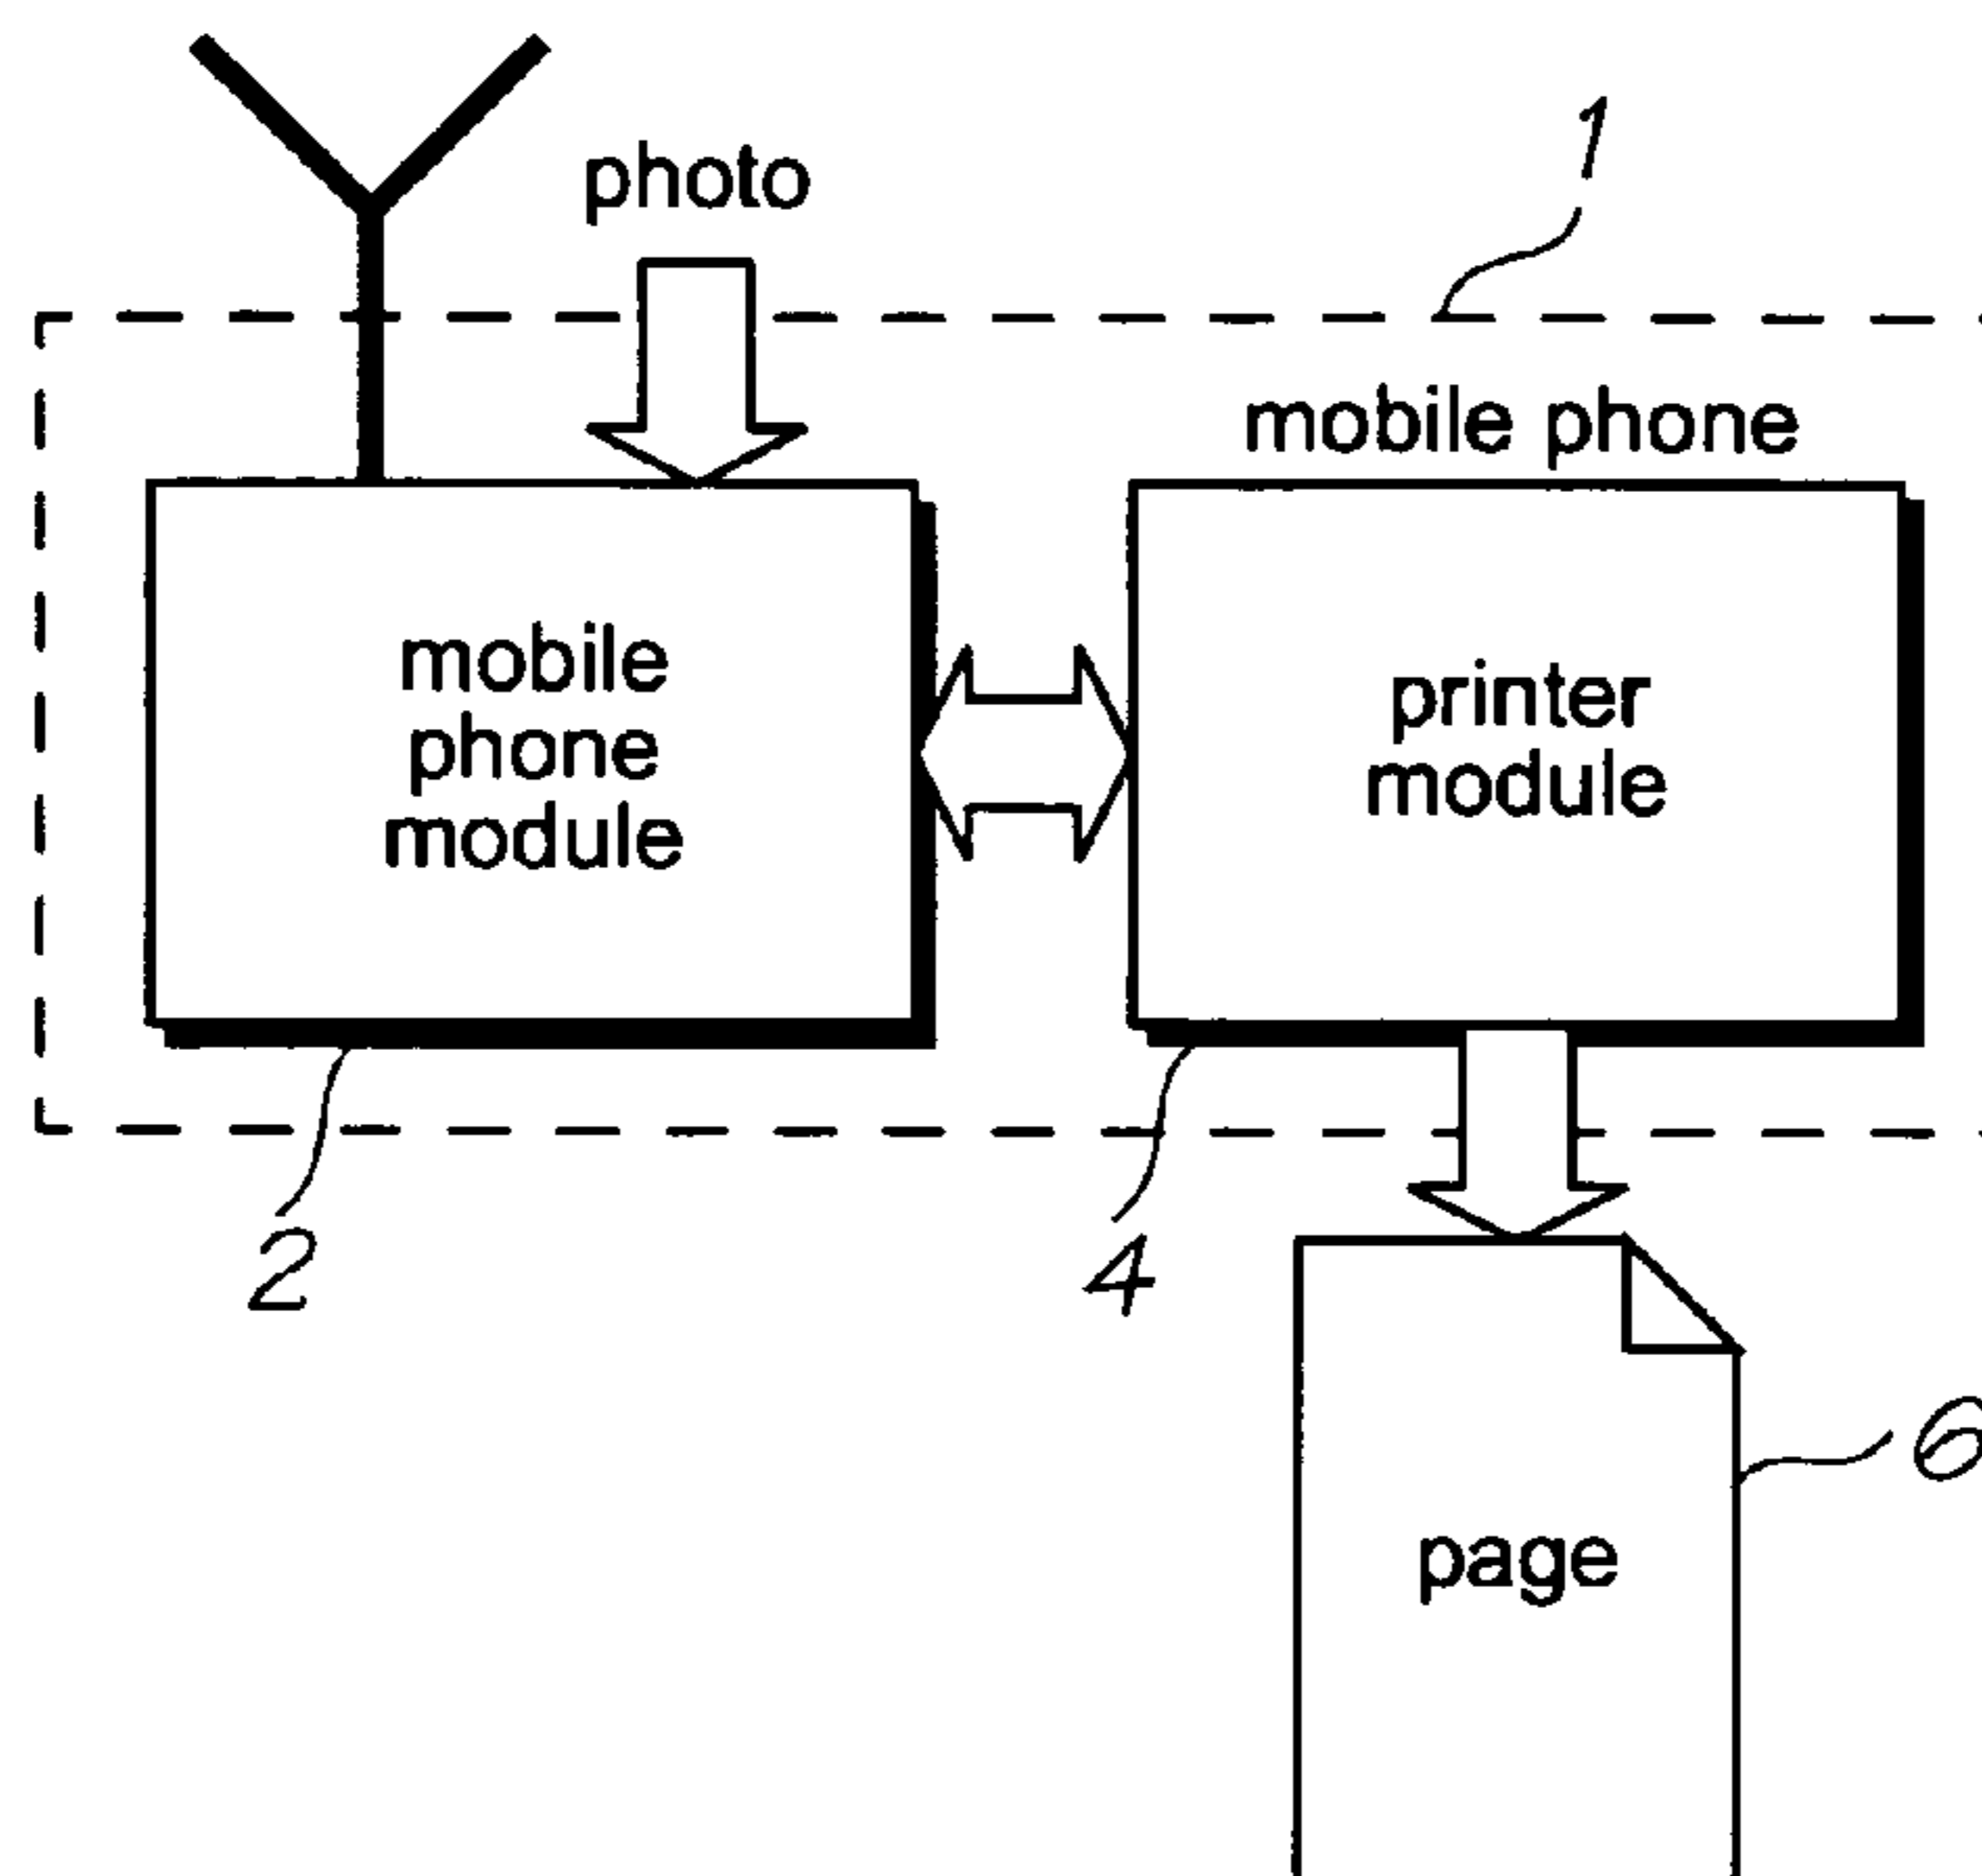 photo
1
mobile phone
mobile
phone
module
printer
module
2
4
6
page